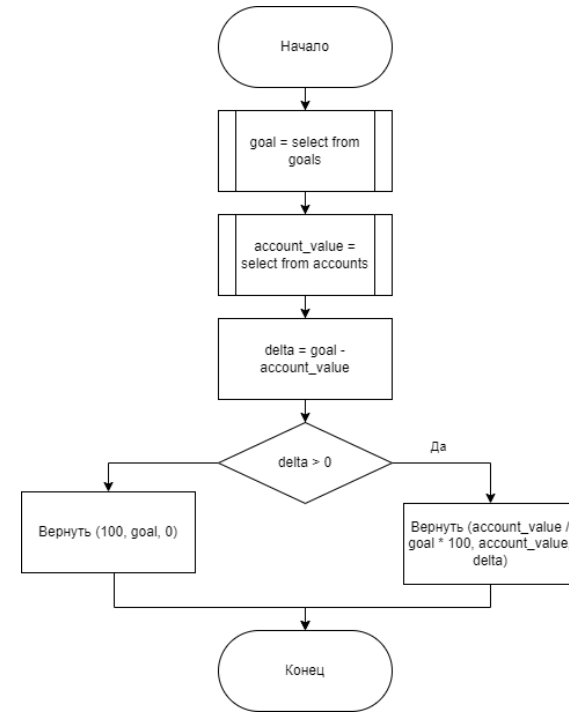 Начало
goal = select from
goals
account_value =
select from accounts
delta = goal -
account_value
delta > 0
Да
Вернуть (100, goal, 0)
Вернуть (account_value /
goal * 100, account_value,
delta)
Конец